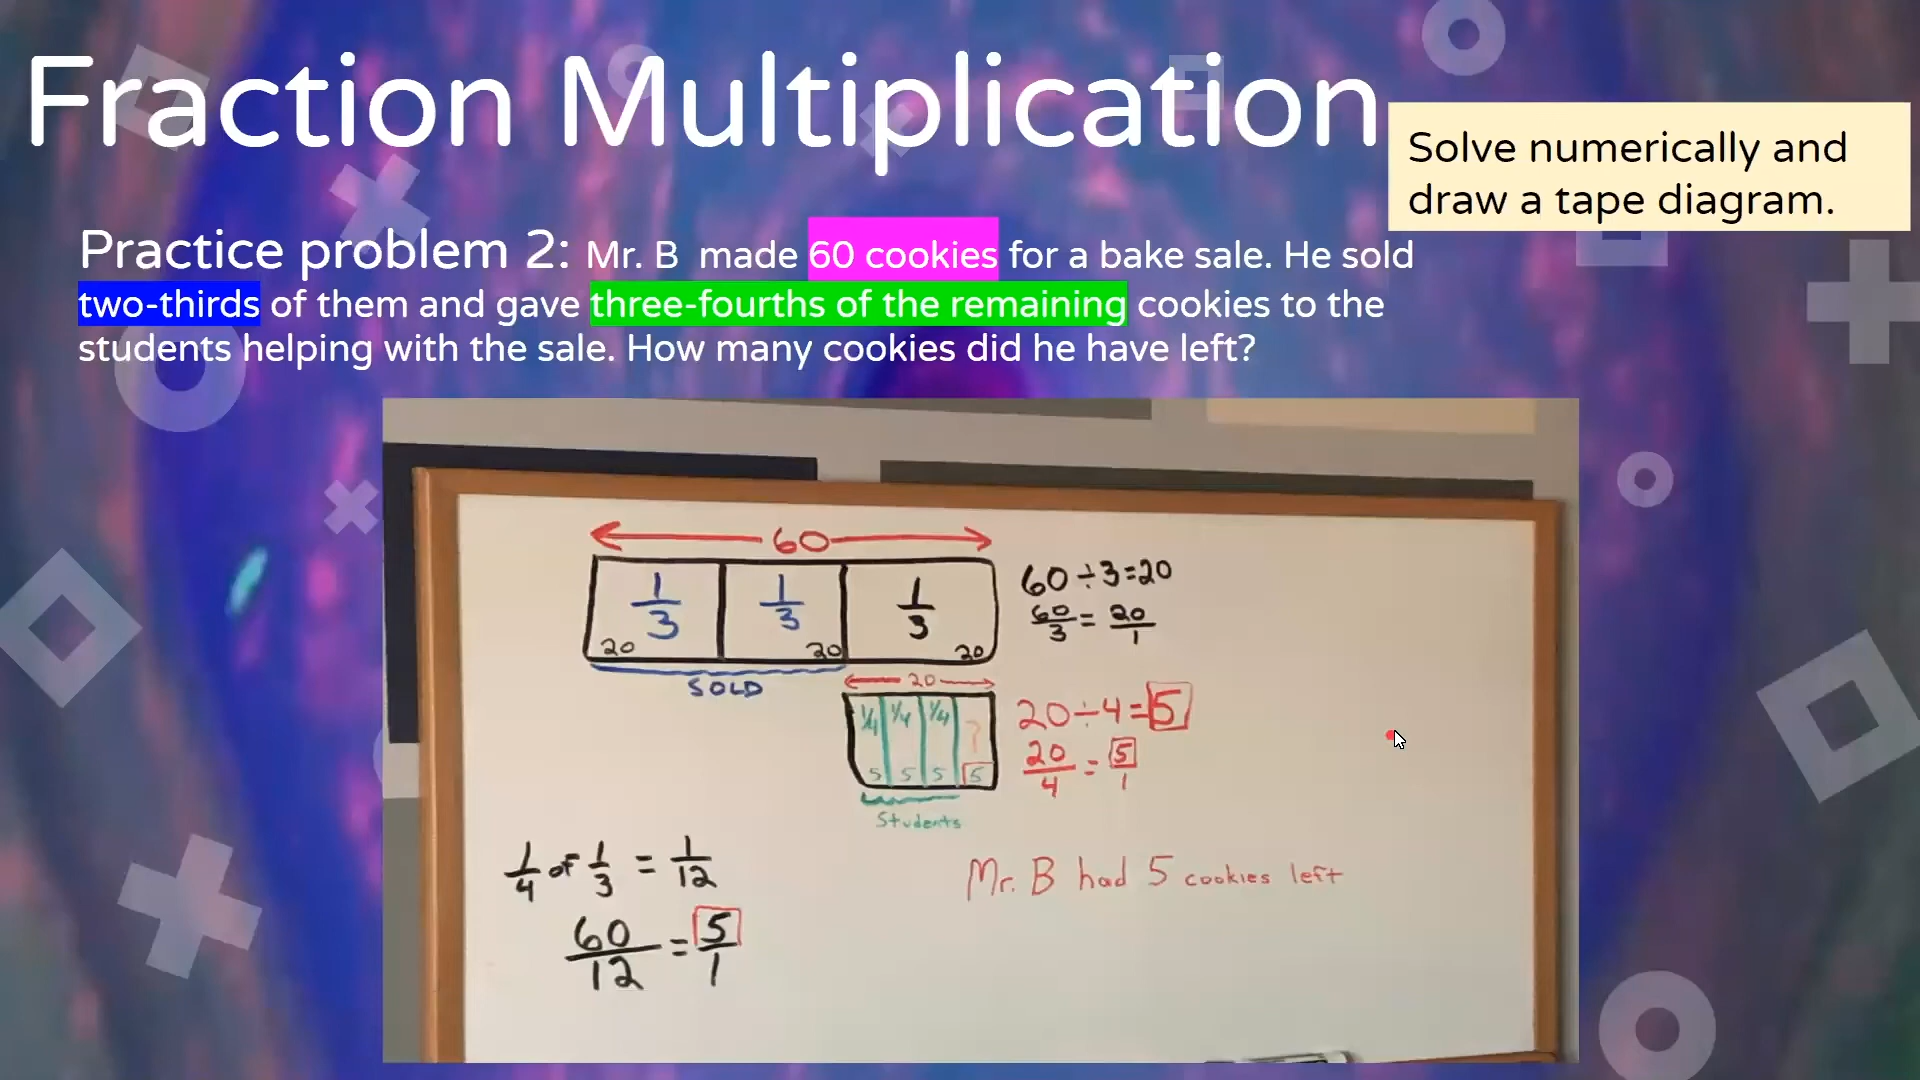 Fraction Multiplication
Solve numerically and
draw a tape diagram.
Practice problem 2: Mr. B made 60 cookies for a bake sale. He sold
two-thirds of them and gave three-fourths of the remaining cookies to the
students helping with the sale. How many cookies did he have left?
60
1/3 1/3 1/3
20 20 20
SOLD
60÷3=20
60/3 = 20/1
20
1/4 1/4 1/4 ?
5 5 5 5
Students
20÷4=5
20/4 = 5/1
1/4 of 1/3 = 1/12
60/12 = 5/1
Mr. B had 5 cookies left